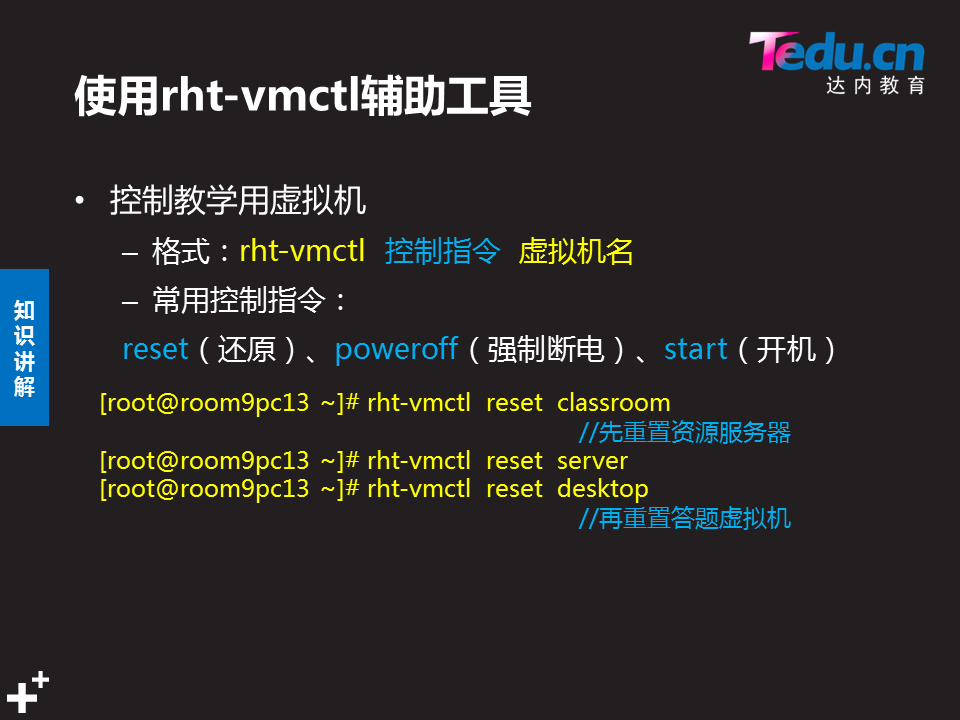 Tedu.cn
达内教育
使用rht-vmctl辅助工具
• 控制教学用虚拟机
– 格式：rht-vmctl 控制指令 虚拟机名
– 常用控制指令：
reset（还原）、poweroff（强制断电）、start（开机）
知识讲解
[root@room9pc13 ~]# rht-vmctl reset classroom
//先重置资源服务器
[root@room9pc13 ~]# rht-vmctl reset server
[root@room9pc13 ~]# rht-vmctl reset desktop
//再重置答题虚拟机